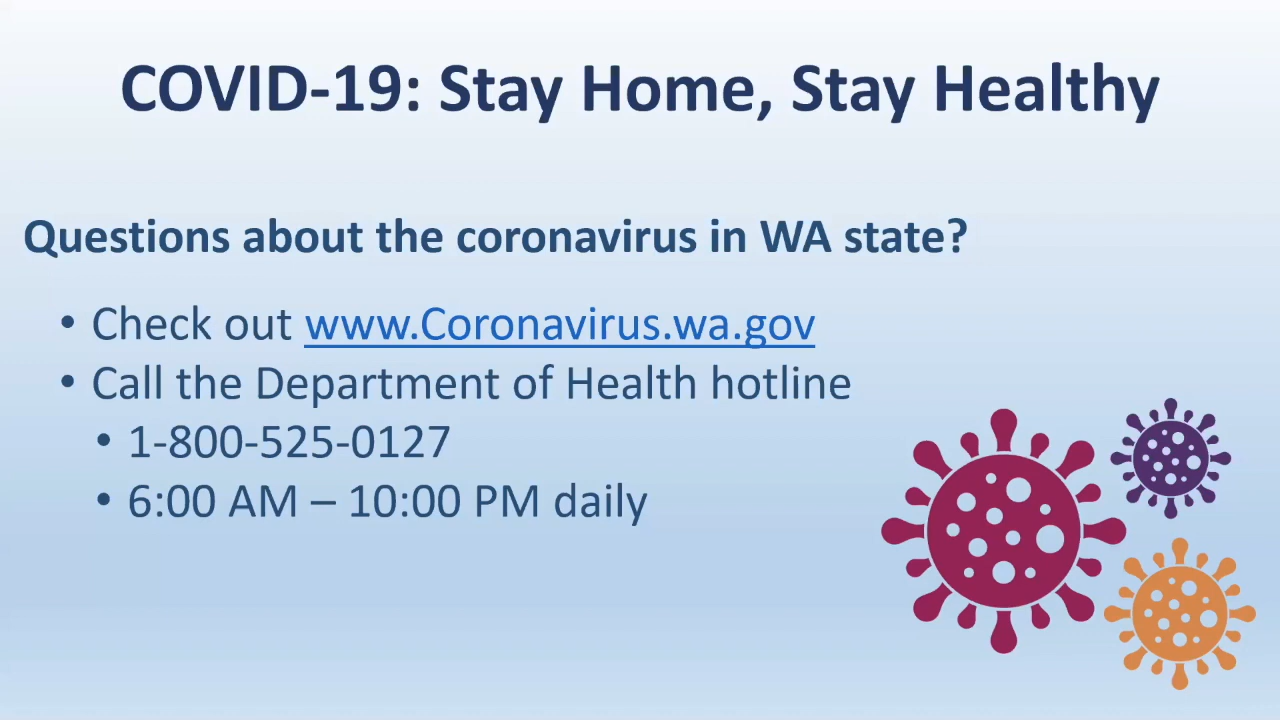 COVID-19: Stay Home, Stay Healthy
Questions about the coronavirus in WA state?
• Check out www.Coronavirus.wa.gov
• Call the Department of Health hotline
• 1-800-525-0127
• 6:00 AM – 10:00 PM daily